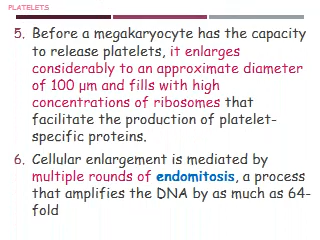 PLATELETS
5. Before a megakaryocyte has the capacity
to release platelets, it enlarges
considerably to an approximate diameter
of 100 μm and fills with high
concentrations of ribosomes that
facilitate the production of platelet-
specific proteins.
6. Cellular enlargement is mediated by
multiple rounds of endomitosis, a process
that amplifies the DNA by as much as 64-
fold